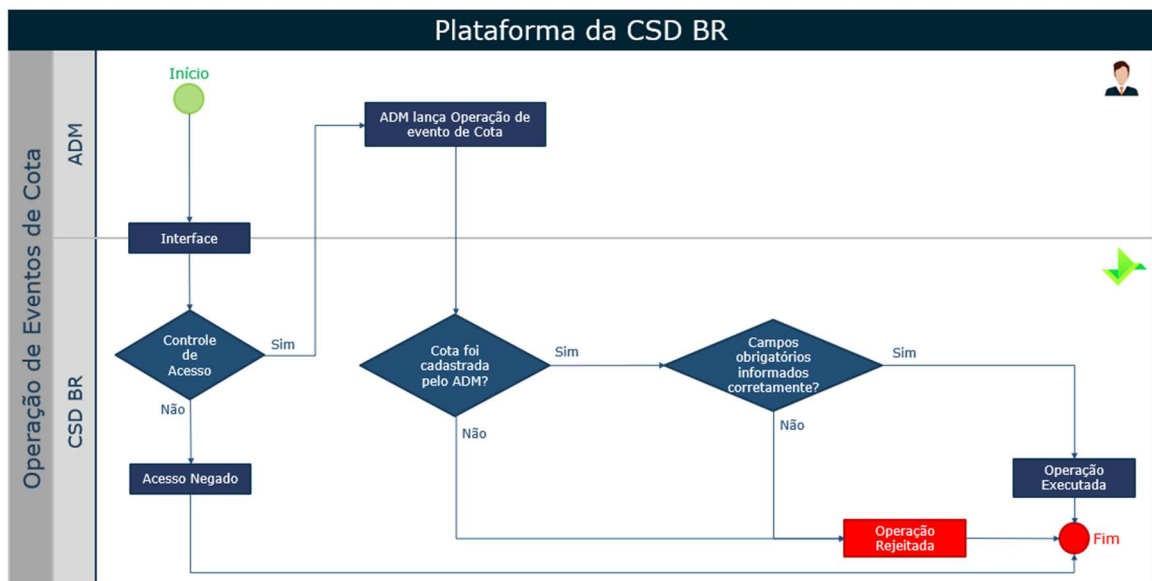 Plataforma da CSD BR
Operação de Eventos de Cota
ADM
Início
ADM lança Operação de
evento de Cota
Interface
CSD BR
Controle
de
Acesso
Sim
Não
Cota foi
cadastrada
pelo ADM?
Sim
Não
Campos
obrigatórios
informados
corretamente?
Sim
Não
Acesso Negado
Operação
Executada
Operação
Rejeitada
Fim